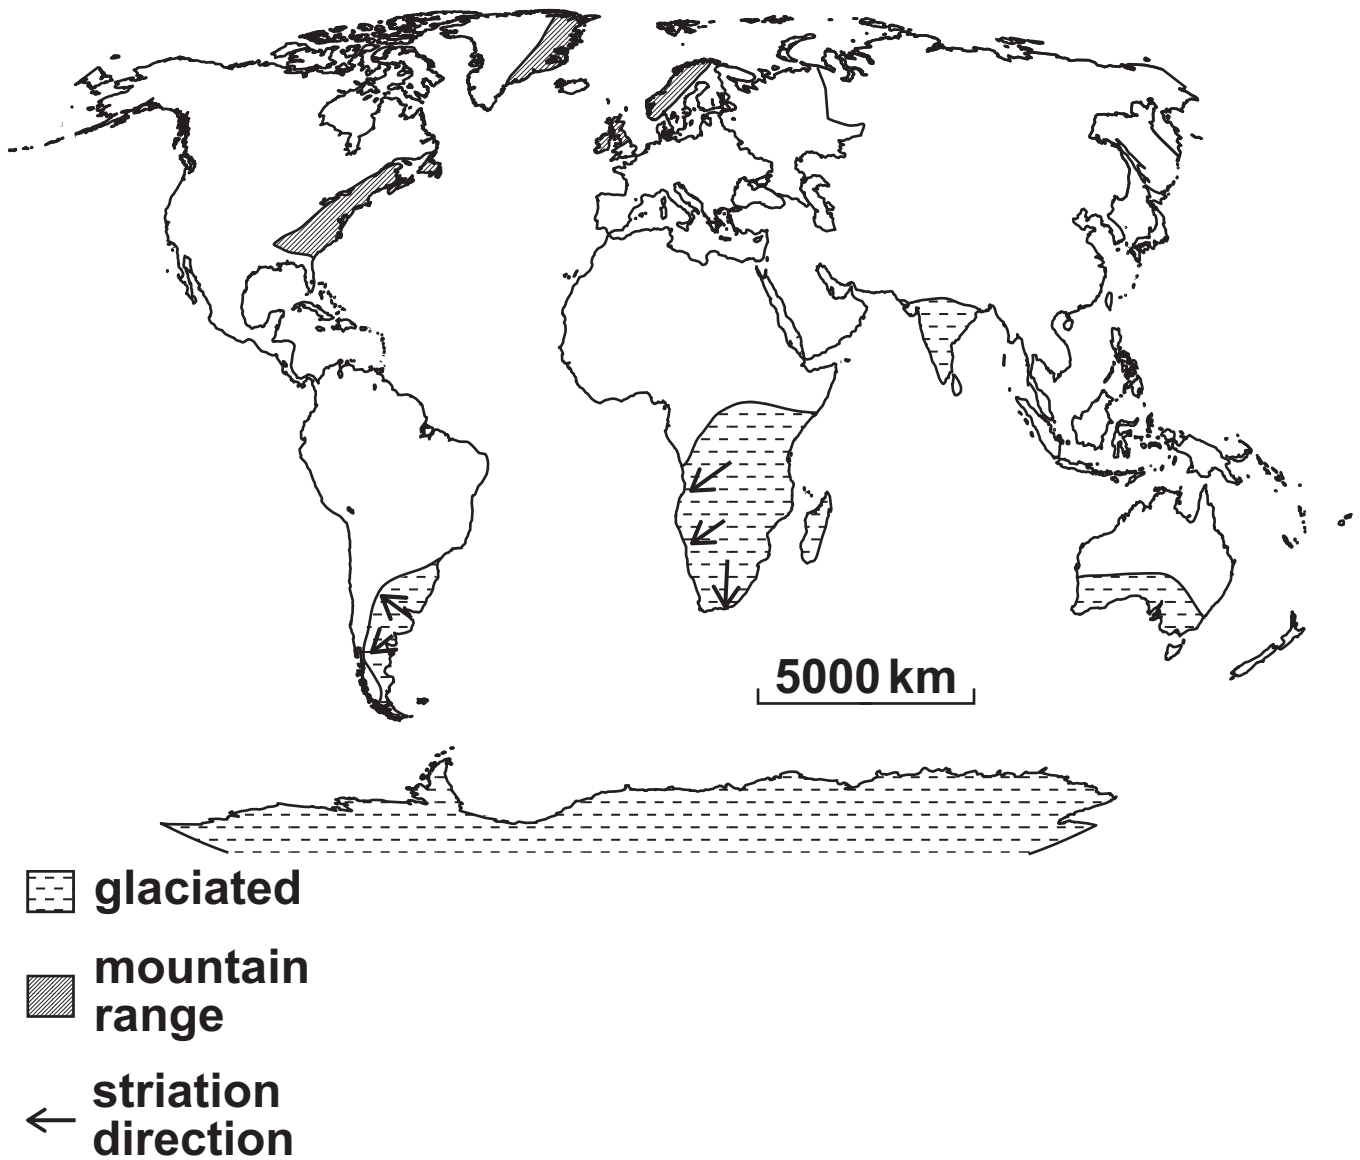 5000 km
glaciated
mountain
range
striation
direction